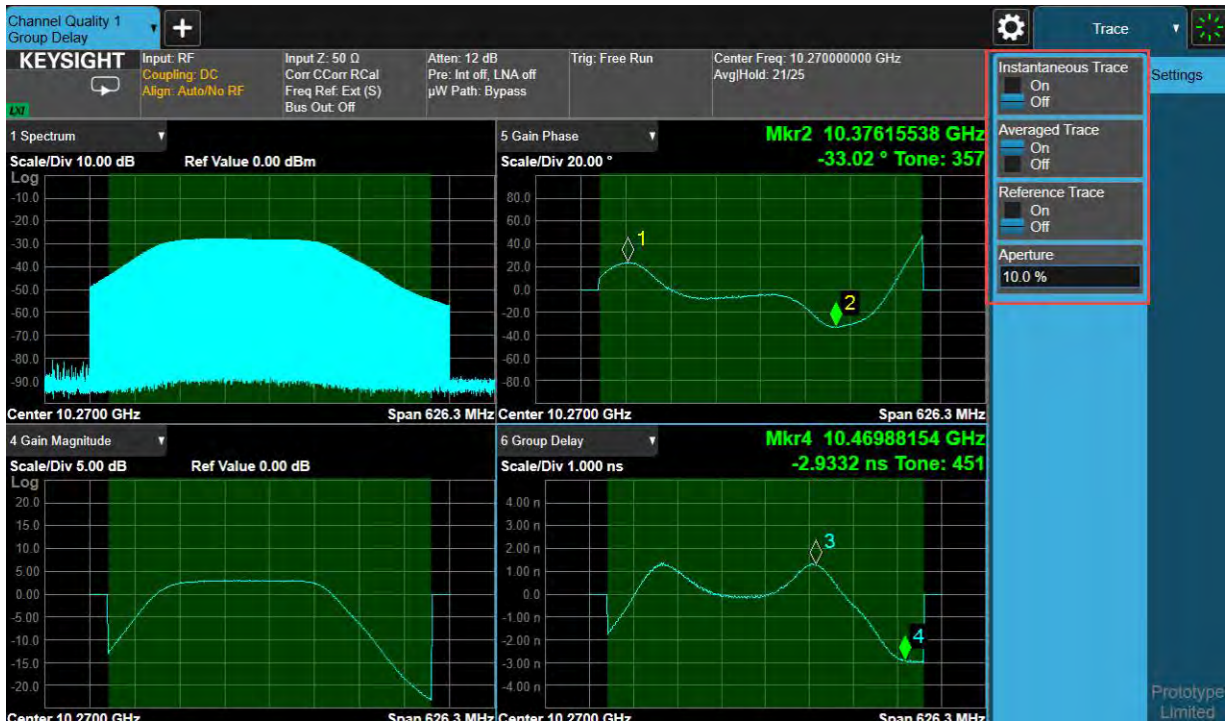 Channel Quality 1
Group Delay
+
Trace
KEYSIGHT
LXI
Input: RF
Coupling: DC
Align: Auto/No RF
Input Z: 50 Ω
Corr CCorr RCal
Freq Ref: Ext (S)
Bus Out: Off
Atten: 12 dB
Pre: Int off, LNA off
µW Path: Bypass
Trig: Free Run
Center Freq: 10.270000000 GHz
Avg|Hold: 21/25
1 Spectrum
Scale/Div 10.00 dB
Ref Value 0.00 dBm
Log
-10.0
-20.0
-30.0
-40.0
-50.0
-60.0
-70.0
-80.0
-90.0
Center 10.2700 GHz
Span 626.3 MHz
5 Gain Phase
Mkr2 10.37615538 GHz
Scale/Div 20.00 °
-33.02 ° Tone: 357
80.0
60.0
40.0
20.0
0.0
-20.0
-40.0
-60.0
-80.0
1
2
Center 10.2700 GHz
Span 626.3 MHz
4 Gain Magnitude
Scale/Div 5.00 dB
Ref Value 0.00 dB
Log
20.0
15.0
10.0
5.00
0.00
-5.00
-10.0
-15.0
-20.0
Center 10.2700 GHz
Span 626.3 MHz
6 Group Delay
Mkr4 10.46988154 GHz
Scale/Div 1.000 ns
-2.9332 ns Tone: 451
4.00 n
3.00 n
2.00 n
1.00 n
0.00
-1.00 n
-2.00 n
-3.00 n
-4.00 n
3
4
Center 10.2700 GHz
Span 626.3 MHz
Instantaneous Trace
On
Off
Averaged Trace
On
Off
Reference Trace
On
Off
Aperture
10.0 %
Settings
Prototype
Limited